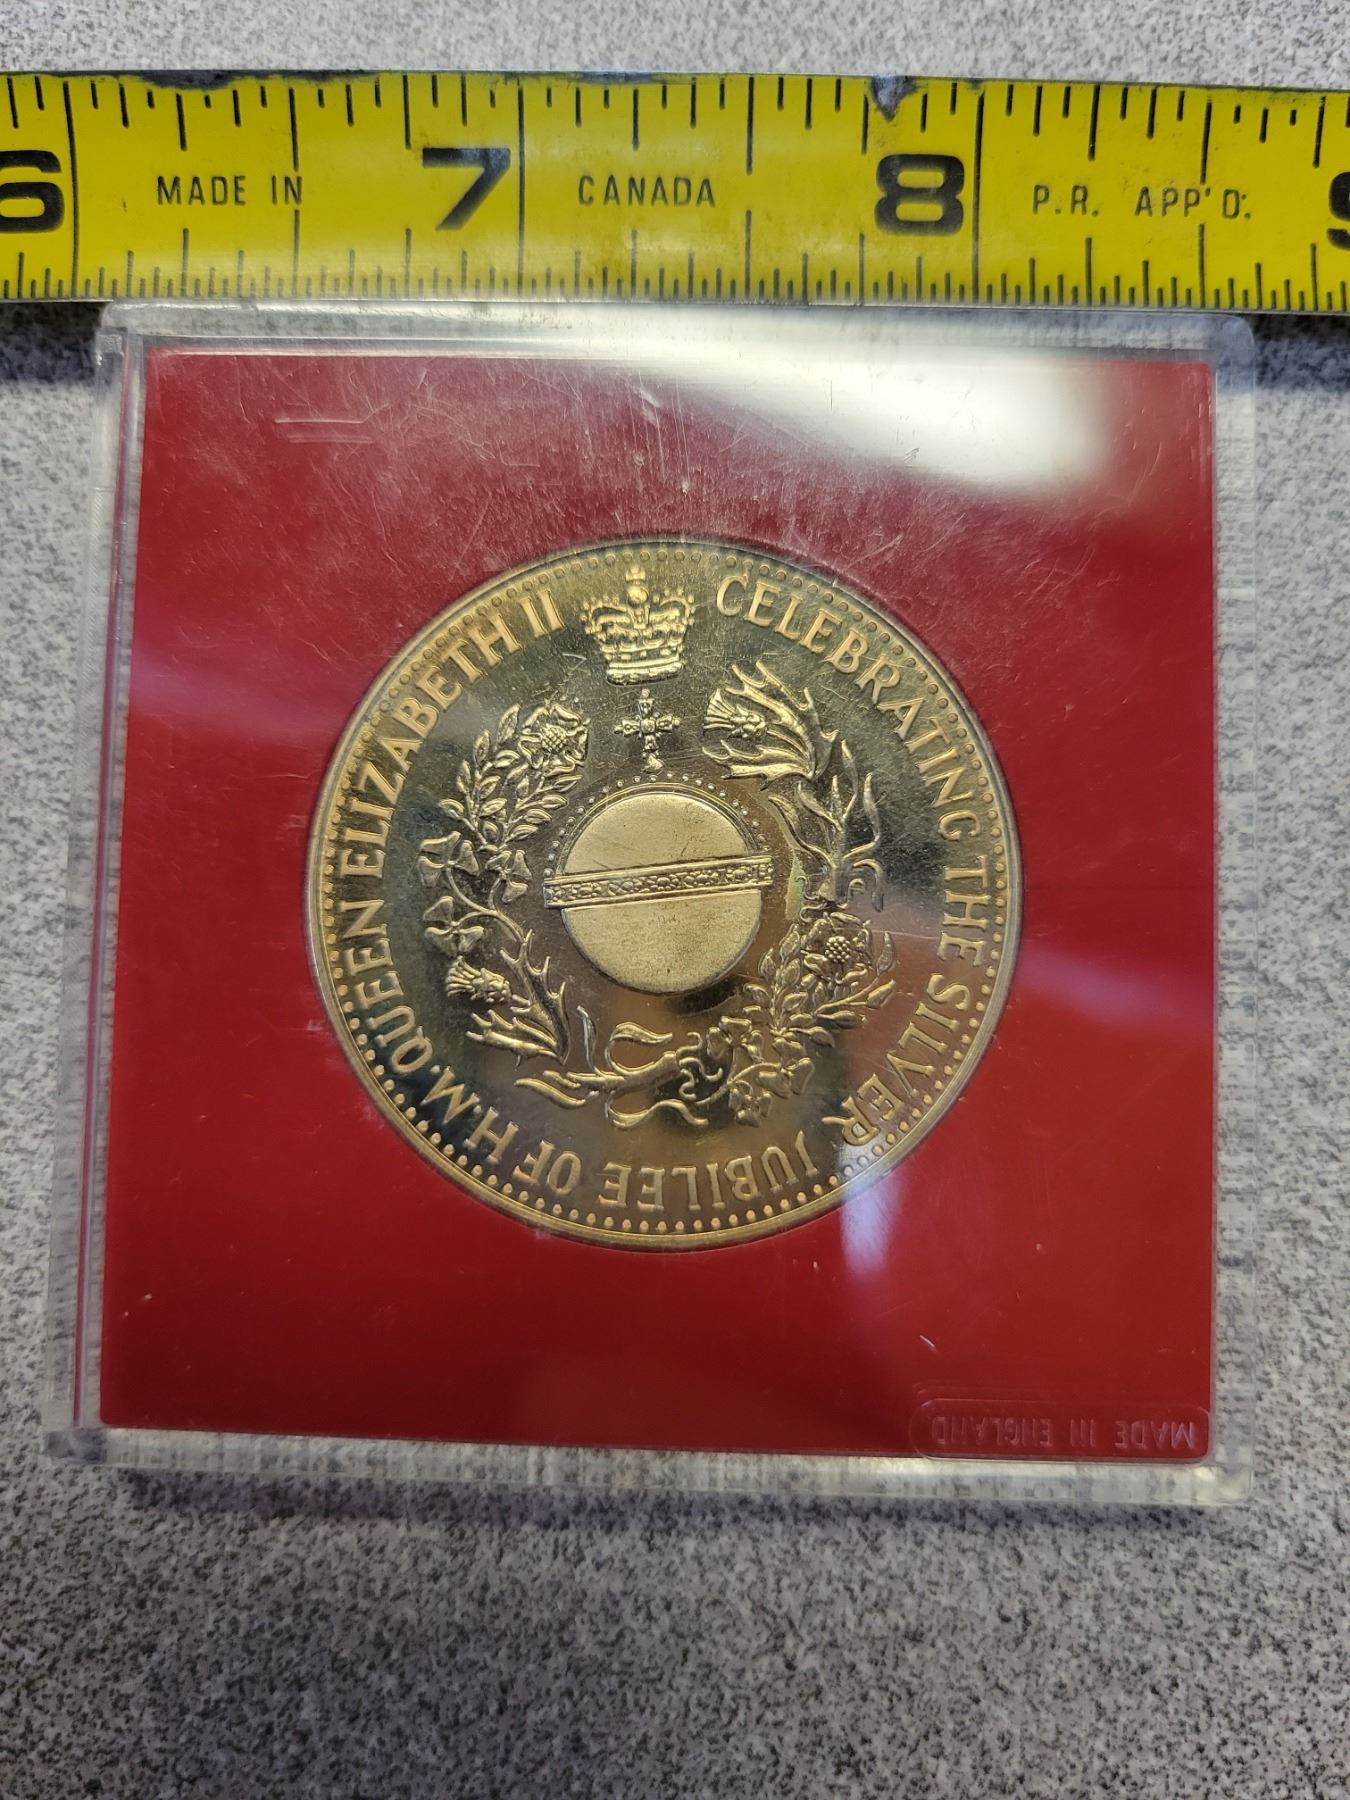 6 MADE IN 7 CANADA 8 P.R. APP'D. 9
CELEBRATING THE SILVER JUBILEE OF H.M. QUEEN ELIZABETH II
MADE IN ENGLAND